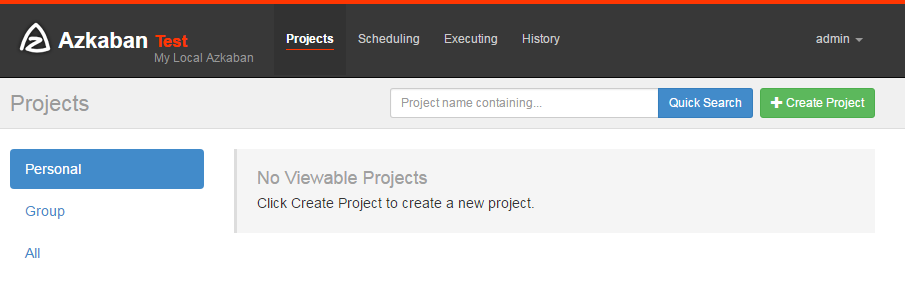 Azkaban Test
My Local Azkaban
Projects Scheduling Executing History
admin
Projects
Project name containing...
Quick Search
Create Project
Personal
Group
All
No Viewable Projects
Click Create Project to create a new project.